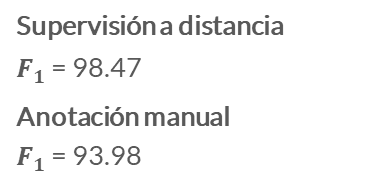 Supervisión a distancia
F₁ = 98.47
Anotación manual
F₁ = 93.98